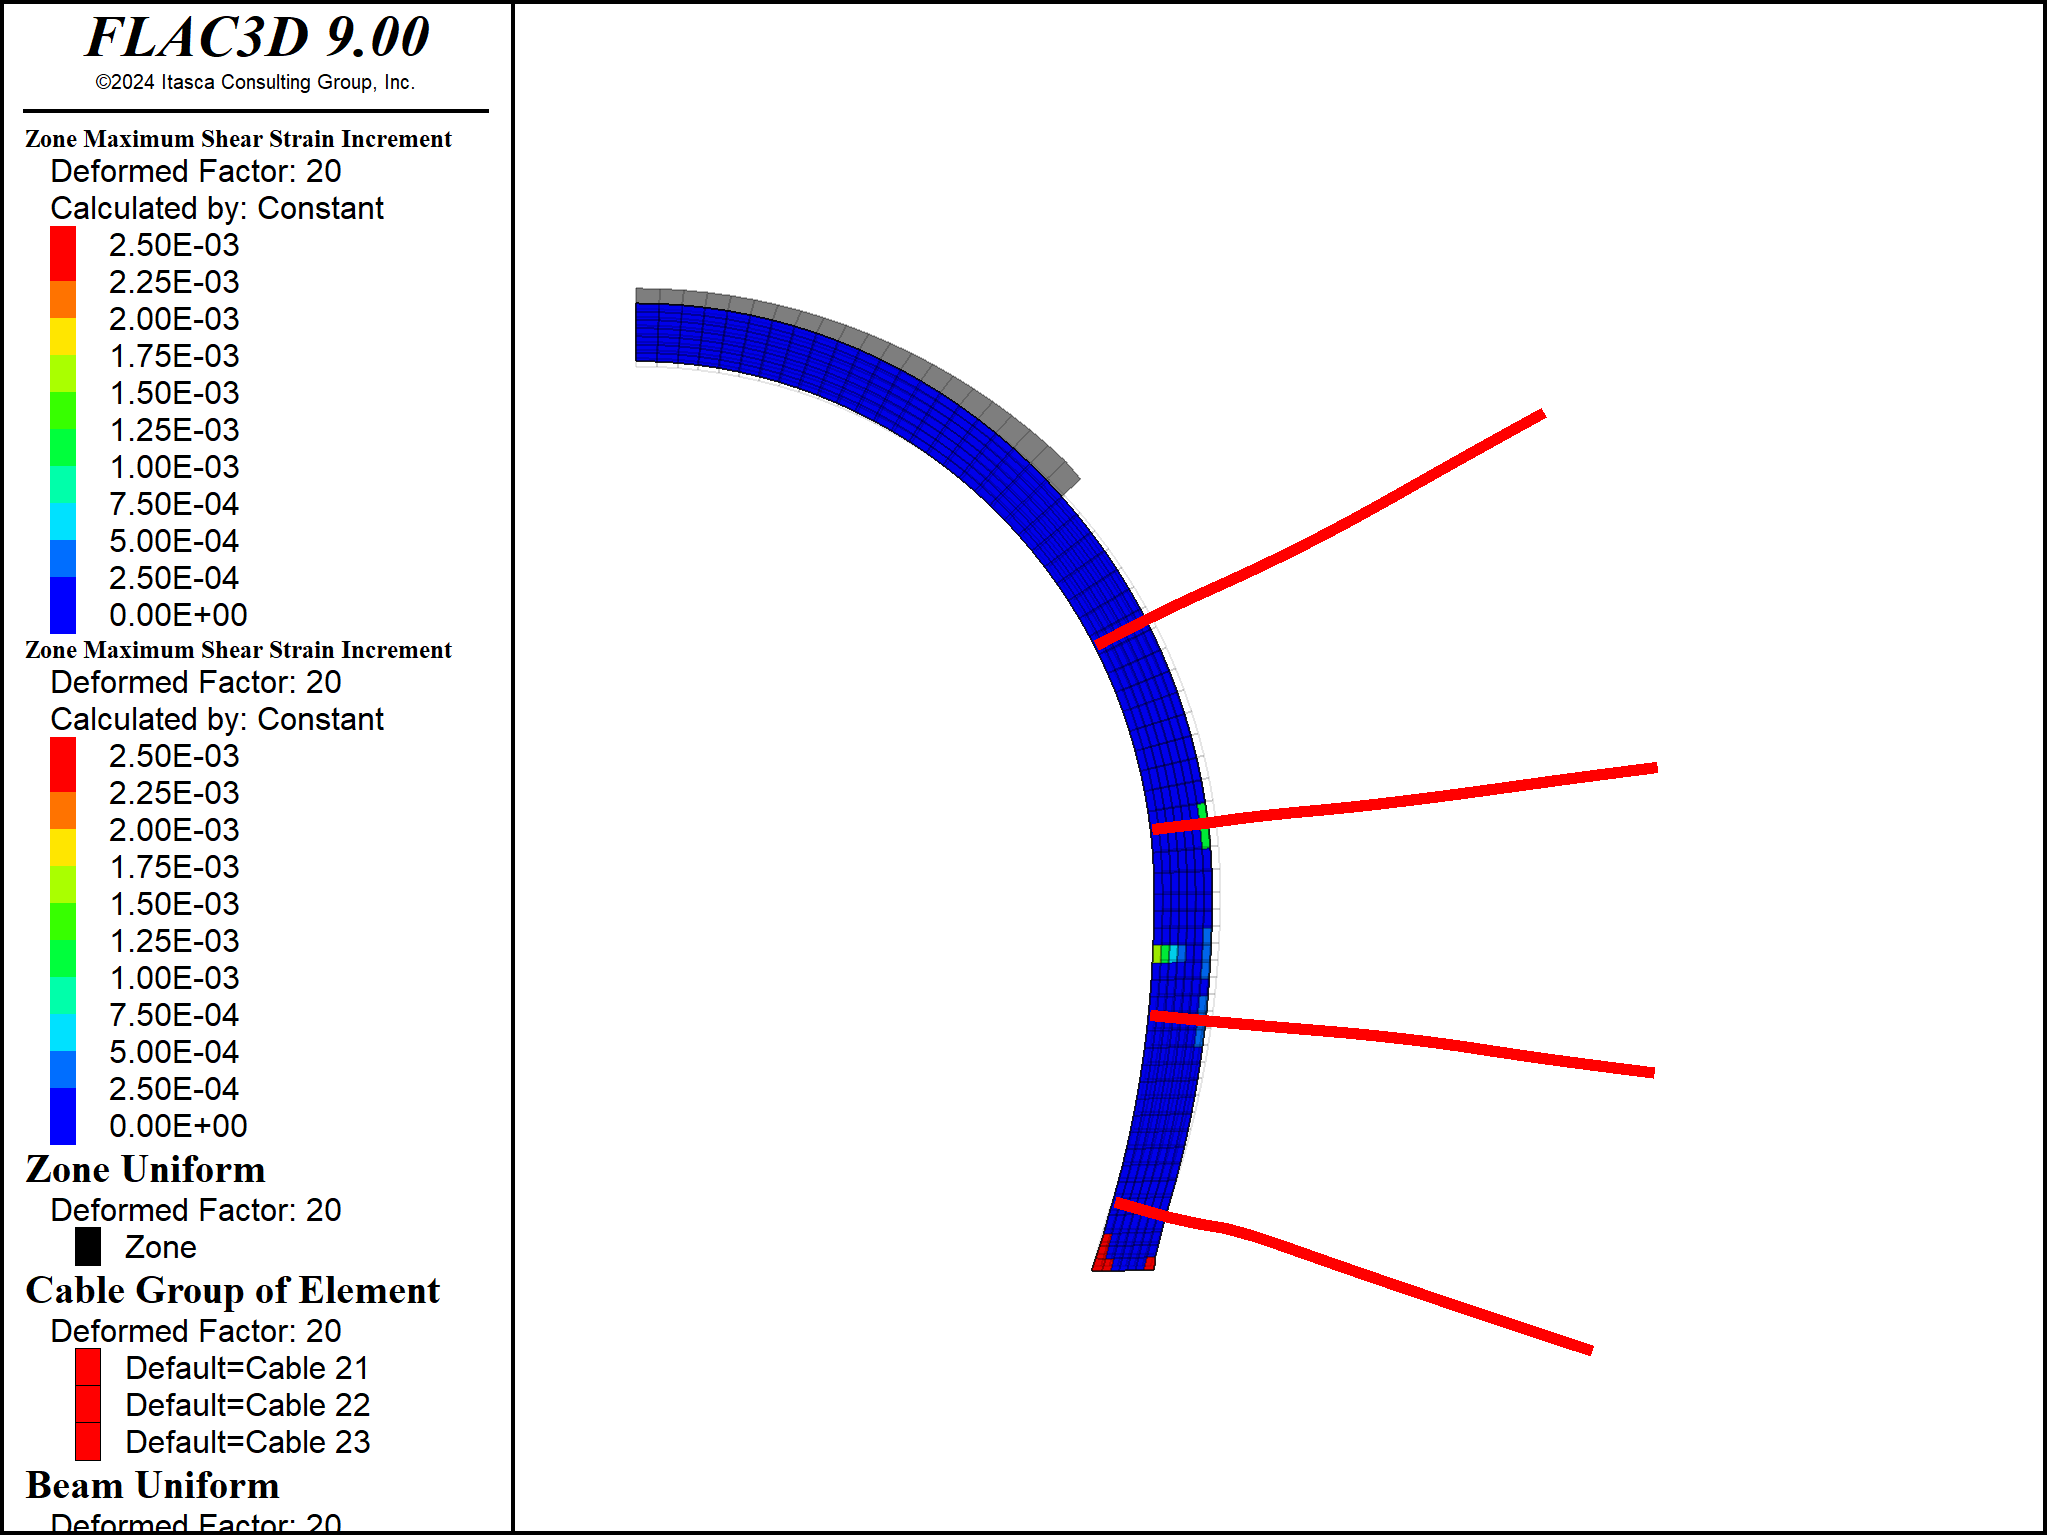 FLAC3D 9.00
©2024 Itasca Consulting Group, Inc.
Zone Maximum Shear Strain Increment
Deformed Factor: 20
Calculated by: Constant
2.50E-03
2.25E-03
2.00E-03
1.75E-03
1.50E-03
1.25E-03
1.00E-03
7.50E-04
5.00E-04
2.50E-04
0.00E+00
Zone Maximum Shear Strain Increment
Deformed Factor: 20
Calculated by: Constant
2.50E-03
2.25E-03
2.00E-03
1.75E-03
1.50E-03
1.25E-03
1.00E-03
7.50E-04
5.00E-04
2.50E-04
0.00E+00
Zone Uniform
Deformed Factor: 20
Zone
Cable Group of Element
Deformed Factor: 20
Default=Cable 21
Default=Cable 22
Default=Cable 23
Beam Uniform
Deformed Factor: 20